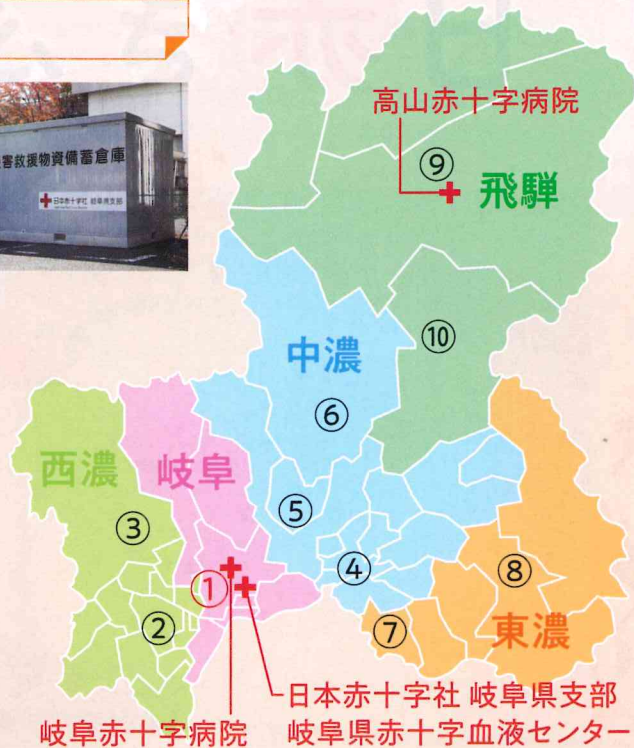 害救援物資備蓄倉庫
日本赤十字社 岐阜県支部
高山赤十字病院
⑨
飛騨
⑩
中濃
⑥
西濃
岐阜
③
⑤
①
④
⑧
②
⑦
東濃
日本赤十字社 岐阜県支部
岐阜赤十字病院
岐阜県赤十字血液センター